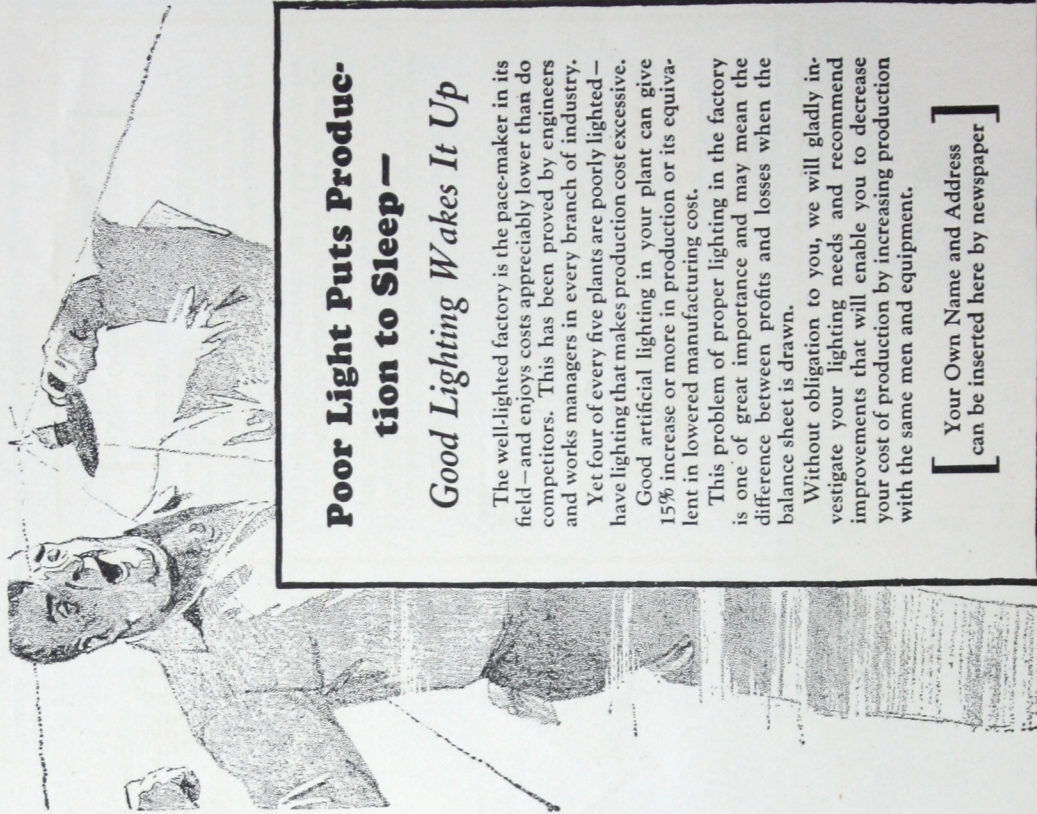 Poor Light Puts Produc-
tion to Sleep—
Good Lighting Wakes It Up
The well-lighted factory is the pace-maker in its
field—and enjoys costs appreciably lower than do
competitors. This has been proved by engineers
and works managers in every branch of industry.
Yet four of every five plants are poorly lighted—
have lighting that makes production cost excessive.
Good artificial lighting in your plant can give
15% increase or more in production or its equiva-
lent in lowered manufacturing cost.
This problem of proper lighting in the factory
is one of great importance and may mean the
difference between profits and losses when the
balance sheet is drawn.
Without obligation to you, we will gladly in-
vestigate your lighting needs and recommend
improvements that will enable you to decrease
your cost of production by increasing production
with the same men and equipment.
[Your Own Name and Address
can be inserted here by newspaper]